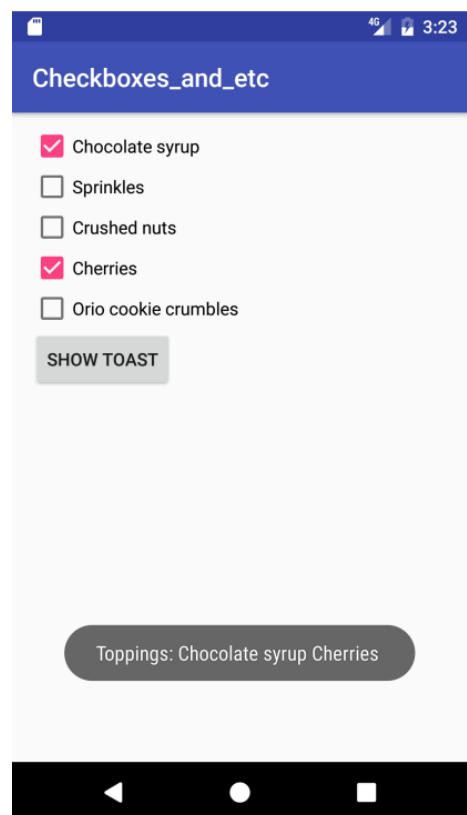 4G 3:23
Checkboxes_and_etc
Chocolate syrup
Sprinkles
Crushed nuts
Cherries
Orio cookie crumbles
SHOW TOAST
Toppings: Chocolate syrup Cherries